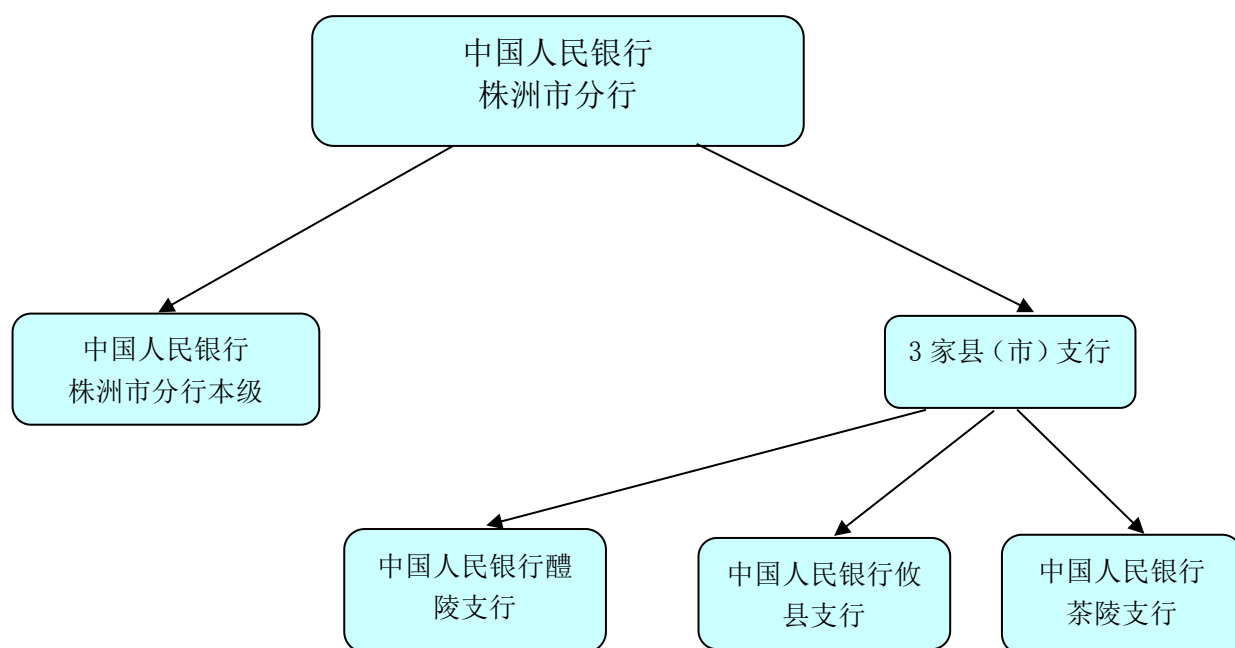 中国人民银行
株洲市分行
中国人民银行
株洲市分行本级
3 家县（市）支行
中国人民银行醴
陵支行
中国人民银行攸
县支行
中国人民银行
茶陵支行